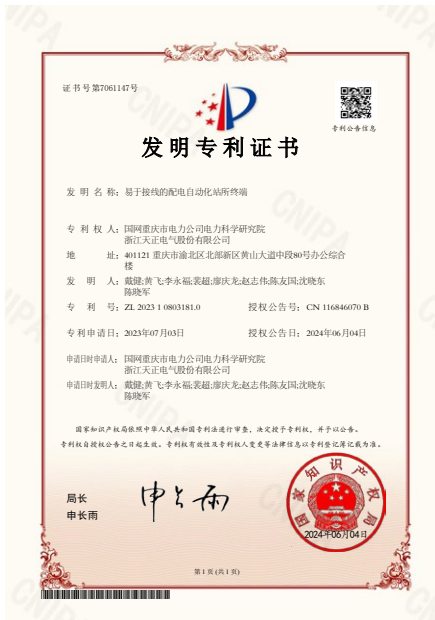 证书号第7061147号
专利公告信息
发明专利证书
发明名称：易于接线的配电自动化站所终端
专利权人：国网重庆市电力公司电力科学研究院
浙江天正电气股份有限公司
地址：401121 重庆市渝北区北部新区黄山大道中段80号办公综合
楼
发明人：戴健;黄飞;李永福;裴超;廖庆龙;赵志伟;陈友国;沈晓东
陈晓军
专利号：ZL 2023 1 0803181.0 授权公告号：CN 116846070 B
专利申请日：2023年07月03日 授权公告日：2024年06月04日
申请日时申请人：国网重庆市电力公司电力科学研究院
浙江天正电气股份有限公司
申请日时发明人：戴健;黄飞;李永福;裴超;廖庆龙;赵志伟;陈友国;沈晓东
陈晓军
国家知识产权局依照中华人民共和国专利法进行审查，决定授予专利权，并予以公告。
专利权自授权公告之日起生效。专利权有效性及专利权人变更等法律信息以专利登记簿记载为准。
局长
申长雨
申长雨
国家知识产权局
2024年06月04日
第 1 页 (共 1 页)
CNIPA